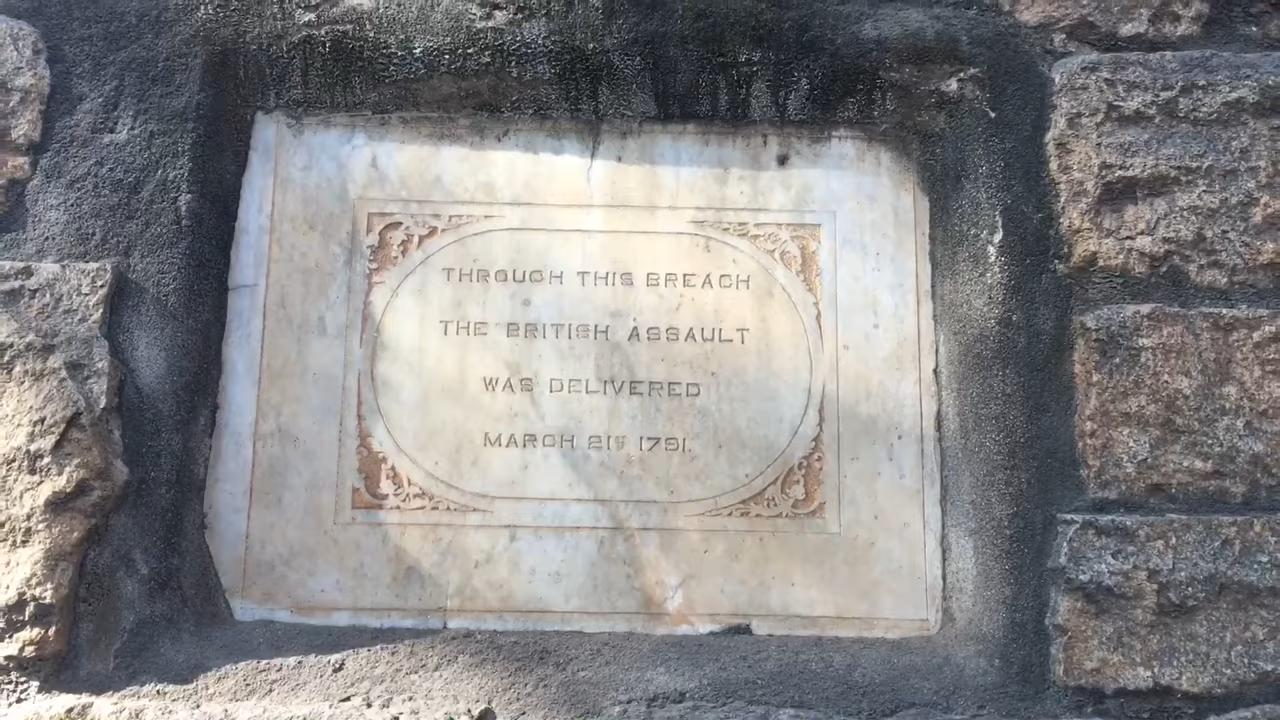 THROUGH THIS BREACH
THE BRITISH ASSAULT
WAS DELIVERED
MARCH 21ST 1791.